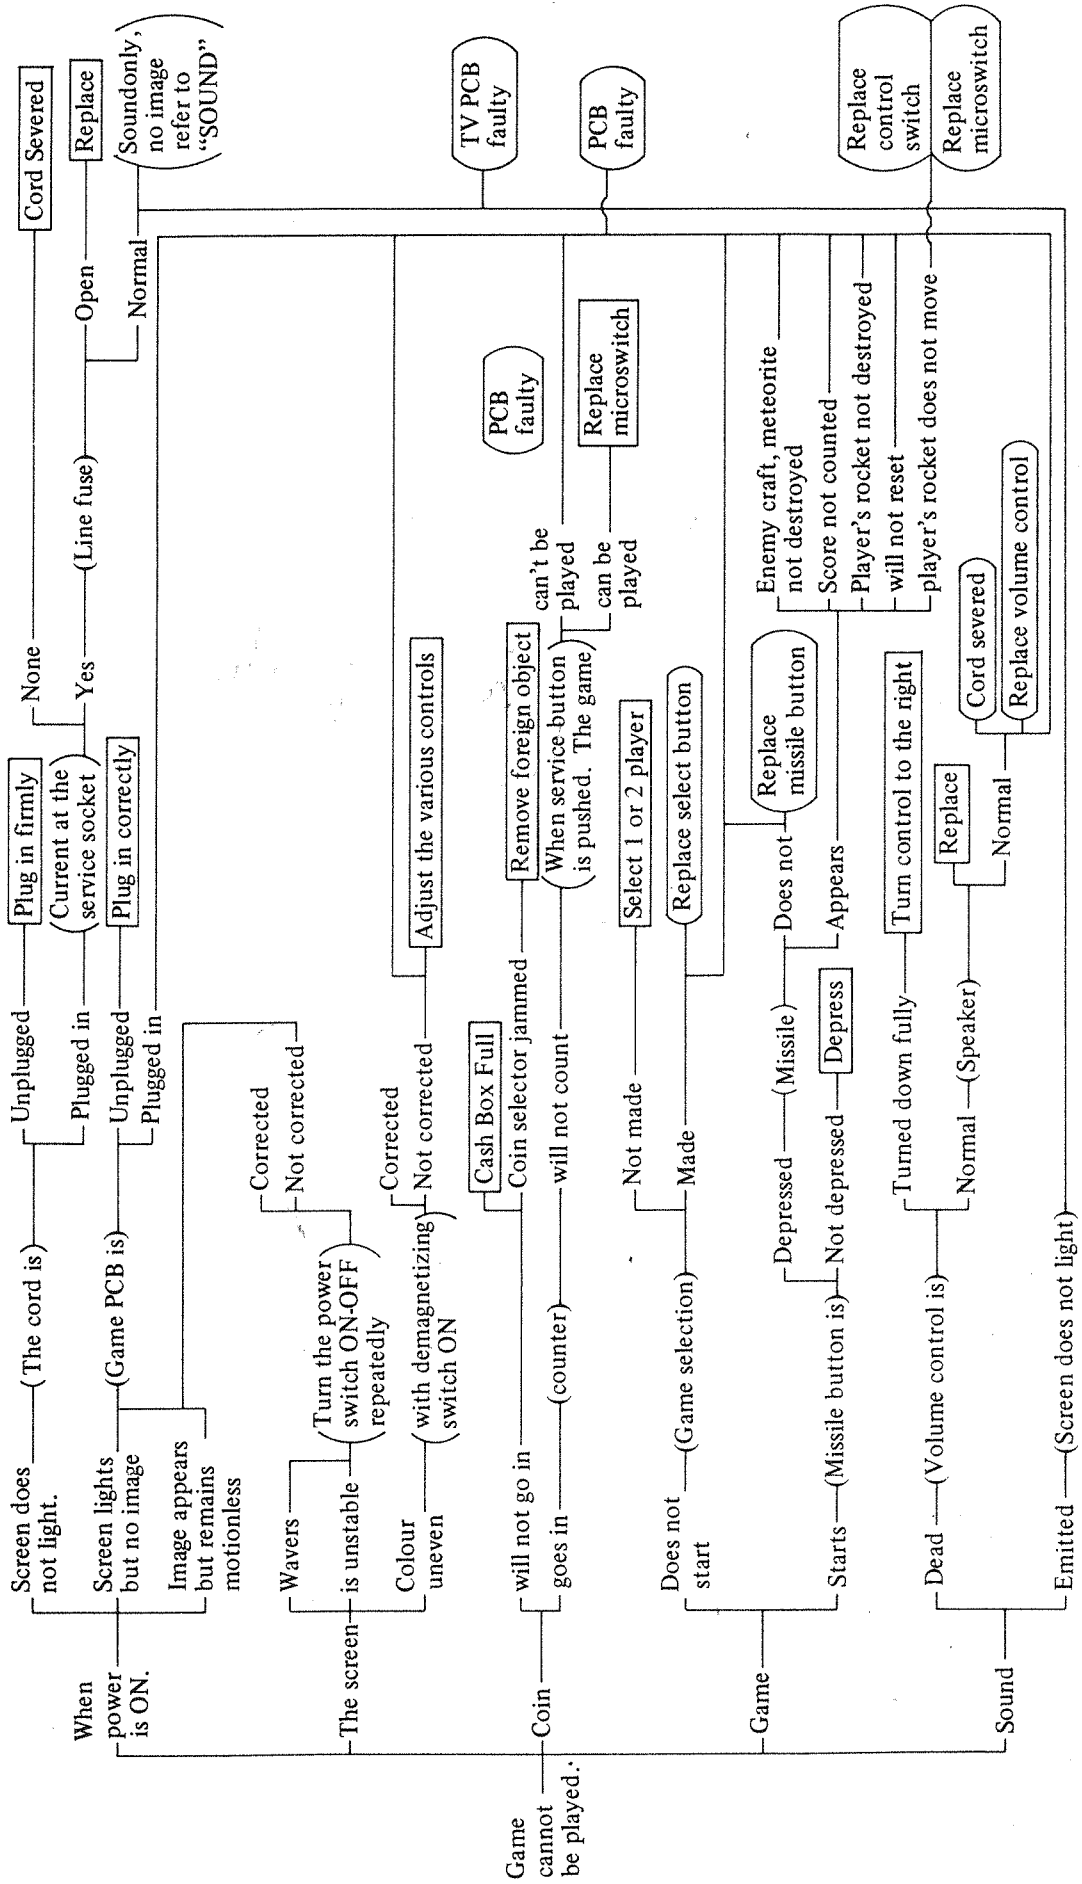 Game
cannot
be played.
When
power
is ON.
Screen does
not light.
(The cord is)
Unplugged
Plug in firmly
Plugged in
(Current at the
service socket)
None
Cord Severed
Yes
(Line fuse)
Open
Replace
Normal
(Soundonly,
no image
refer to
“SOUND”)
Screen lights
but no image
(Game PCB is)
Unplugged
Plug in correctly
Plugged in
Image appears
but remains
motionless
The screen
Wavers
is unstable
(Turn the power
switch ON-OFF
repeatedly)
Corrected
Not corrected
Colour
uneven
(with demagnetizing
switch ON)
Corrected
Not corrected
Adjust the various controls
TV PCB
faulty
PCB
faulty
Coin
will not go in
Cash Box Full
Coin selector jammed
Remove foreign object
goes in
(counter)
will not count
(When service button
is pushed. The game)
can't be
played
PCB
faulty
can be
played
Replace
microswitch
Game
Does not
start
(Game selection)
Not made
Select 1 or 2 player
Made
Replace select button
Starts
(Missile button is)
Depressed
(Missile)
Does not
Replace
missile button
Appears
Enemy craft, meteorite
not destroyed
Score not counted
Player's rocket not destroyed
will not reset
player's rocket does not move
Replace
control
switch
Replace
microswitch
Not depressed
Depress
Sound
Dead
(Volume control is)
Turned down fully
Turn control to the right
Normal
(Speaker)
Replace
Normal
Cord severed
Replace volume control
Emitted
(Screen does not light)